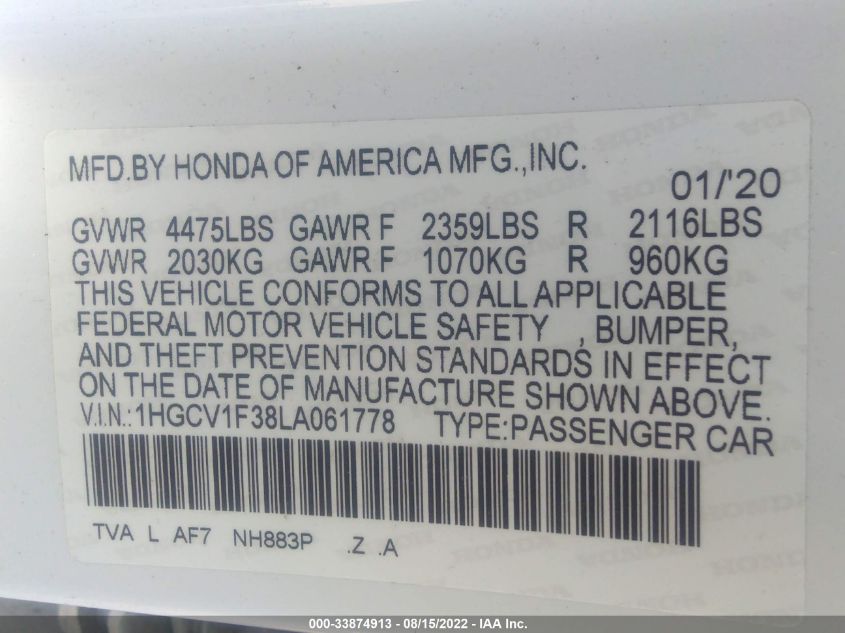 MFD.BY HONDA OF AMERICA MFG.,INC.
01/'20
GVWR 4475LBS GAWR F 2359LBS R 2116LBS
GVWR 2030KG GAWR F 1070KG R 960KG
THIS VEHICLE CONFORMS TO ALL APPLICABLE
FEDERAL MOTOR VEHICLE SAFETY , BUMPER,
AND THEFT PREVENTION STANDARDS IN EFFECT
ON THE DATE OF MANUFACTURE SHOWN ABOVE.
V.I.N.:1HGCV1F38LA061778 TYPE:PASSENGER CAR
TVA L AF7 NH883P .Z .A
000-33874913 - 08/15/2022 - IAA Inc.